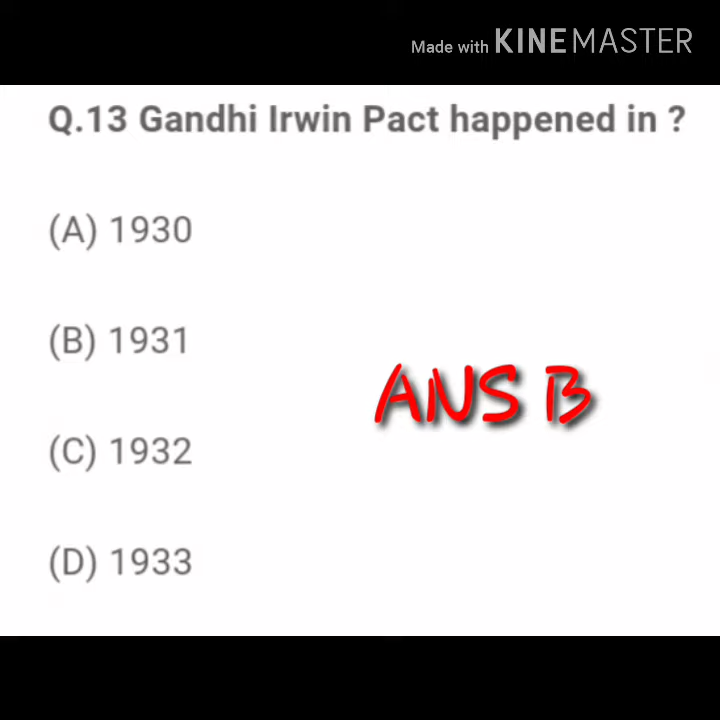 Made with KINEMASTER
Q.13 Gandhi Irwin Pact happened in ?
(A) 1930
(B) 1931
ANS B
(C) 1932
(D) 1933